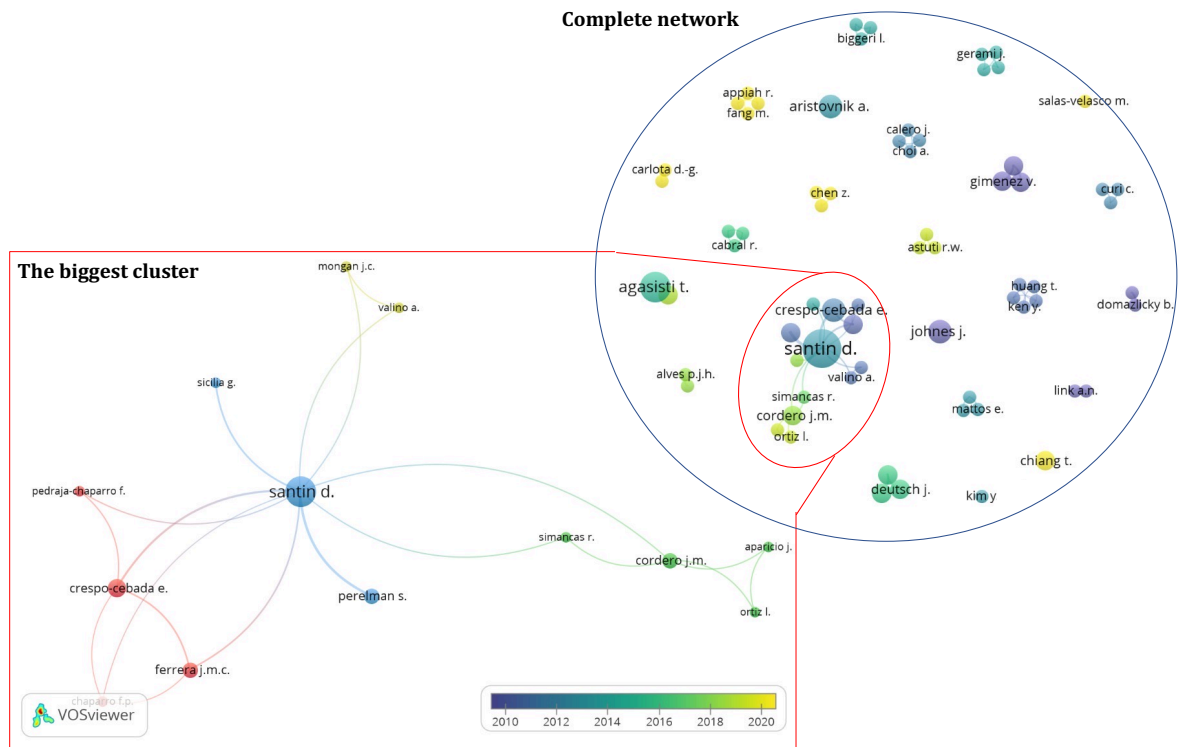 Complete network
biggeri l.
gerami j.
appiah r.
fang m.
aristovnik a.
salas-velasco m.
calero j.
choi a.
carlota d.-g.
chen z.
gimenez v.
curi c.
cabral r.
astuti r.w.
agasisti t.
crespo-cebada e.
huang t.
ken y.
domazlicky b.
johnes j.
santin d.
valino a.
alves p.j.h.
simancas r.
link a.n.
mattos e.
cordero j.m.
ortiz l.
chiang t.
deutsch j.
kim y
The biggest cluster
mongan j.c.
valino a.
sicilia g.
santin d.
pedraja-chaparro f.
simancas r.
aparicio j.
cordero j.m.
crespo-cebada e.
perelman s.
ortiz l.
ferrera j.m.c.
chaparro f.p.
VOSviewer
2010 2012 2014 2016 2018 2020